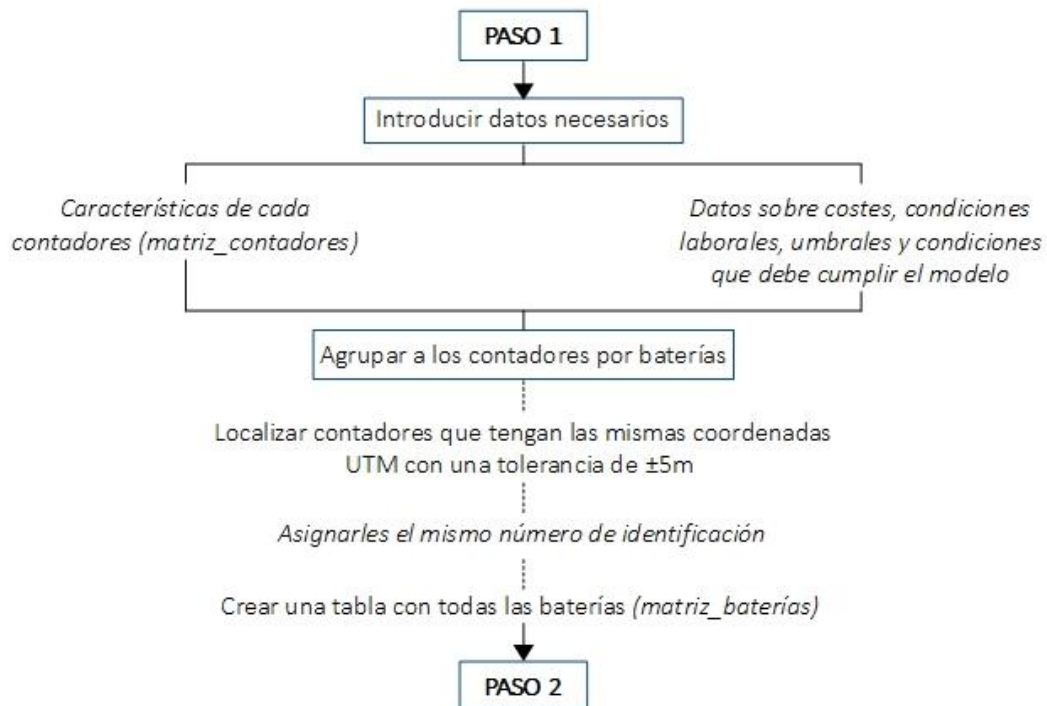 PASO 1
Introducir datos necesarios
Características de cada
contadores (matriz_contadores)
Datos sobre costes, condiciones
laborales, umbrales y condiciones
que debe cumplir el modelo
Agrupar a los contadores por baterías
Localizar contadores que tengan las mismas coordenadas
UTM con una tolerancia de ±5m
Asignarles el mismo número de identificación
Crear una tabla con todas las baterías (matriz_baterías)
PASO 2